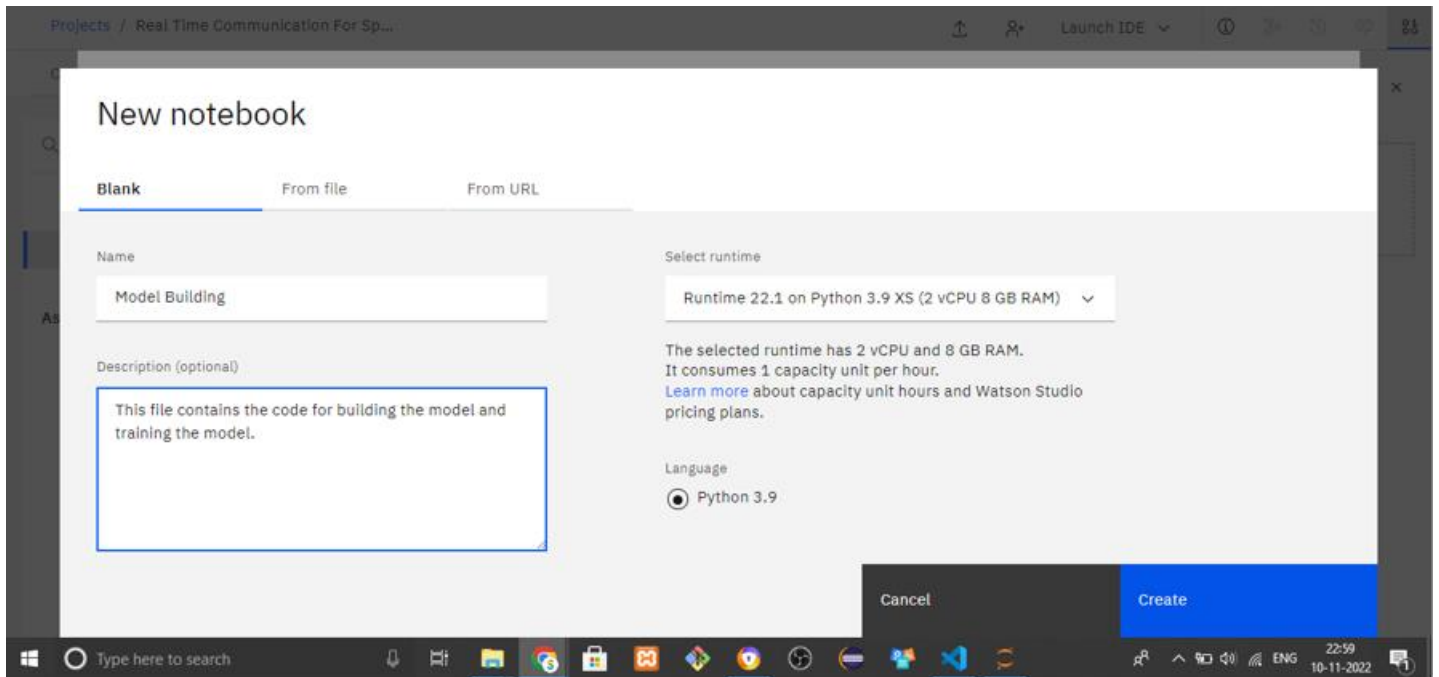 Projects / Real Time Communication For Sp...
Launch IDE
New notebook
Blank
From file
From URL
Name
Model Building
Description (optional)
This file contains the code for building the model and
training the model.
Select runtime
Runtime 22.1 on Python 3.9 XS (2 vCPU 8 GB RAM)
The selected runtime has 2 vCPU and 8 GB RAM.
It consumes 1 capacity unit per hour.
Learn more about capacity unit hours and Watson Studio
pricing plans.
Language
Python 3.9
Cancel
Create
As
Type here to search
ENG
22:59
10-11-2022
1